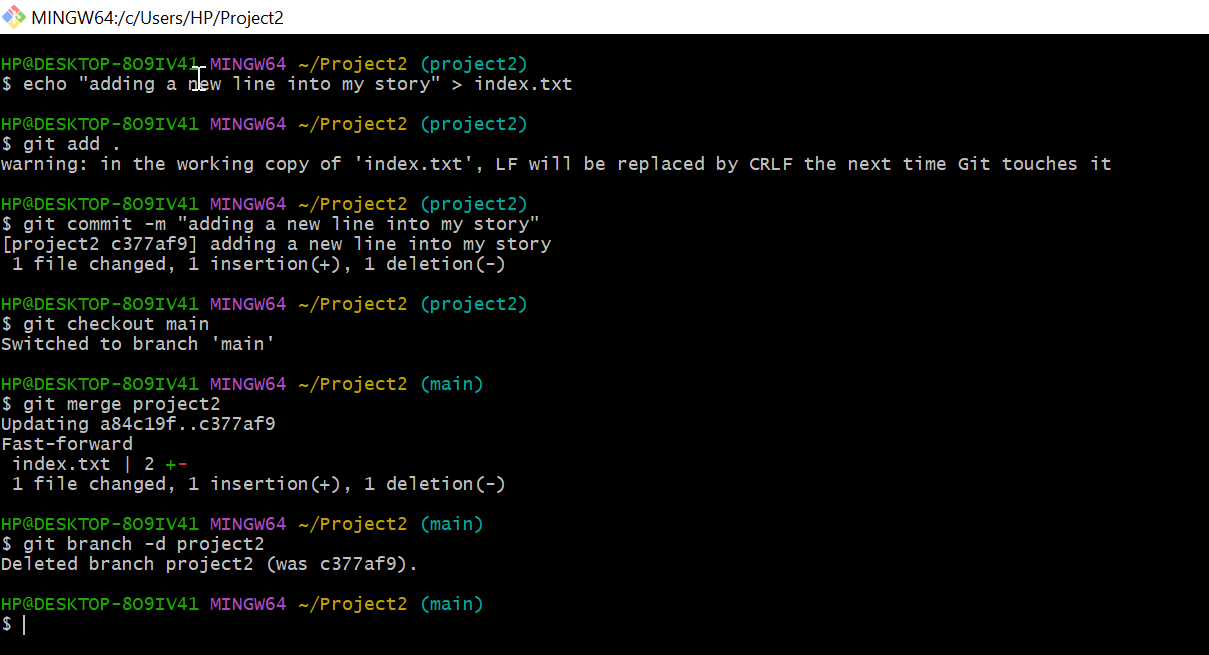 MINGW64:/c/Users/HP/Project2
HP@DESKTOP-8O9IV41 MINGW64 ~/Project2 (project2)
$ echo "adding a new line into my story" > index.txt
HP@DESKTOP-8O9IV41 MINGW64 ~/Project2 (project2)
$ git add .
warning: in the working copy of 'index.txt', LF will be replaced by CRLF the next time Git touches it
HP@DESKTOP-8O9IV41 MINGW64 ~/Project2 (project2)
$ git commit -m "adding a new line into my story"
[project2 c377af9] adding a new line into my story
 1 file changed, 1 insertion(+), 1 deletion(-)
HP@DESKTOP-8O9IV41 MINGW64 ~/Project2 (project2)
$ git checkout main
Switched to branch 'main'
HP@DESKTOP-8O9IV41 MINGW64 ~/Project2 (main)
$ git merge project2
Updating a84c19f..c377af9
Fast-forward
 index.txt | 2 +-
 1 file changed, 1 insertion(+), 1 deletion(-)
HP@DESKTOP-8O9IV41 MINGW64 ~/Project2 (main)
$ git branch -d project2
Deleted branch project2 (was c377af9).
HP@DESKTOP-8O9IV41 MINGW64 ~/Project2 (main)
$